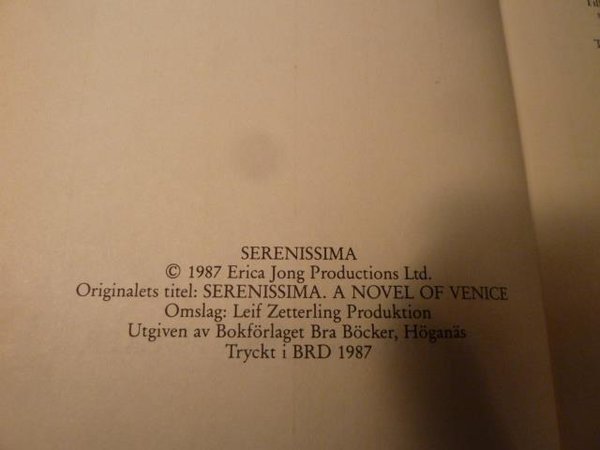 SERENISSIMA
© 1987 Erica Jong Productions Ltd.
Originalets titel: SERENISSIMA. A NOVEL OF VENICE
Omslag: Leif Zetterling Produktion
Utgiven av Bokförlaget Bra Böcker, Höganäs
Tryckt i BRD 1987